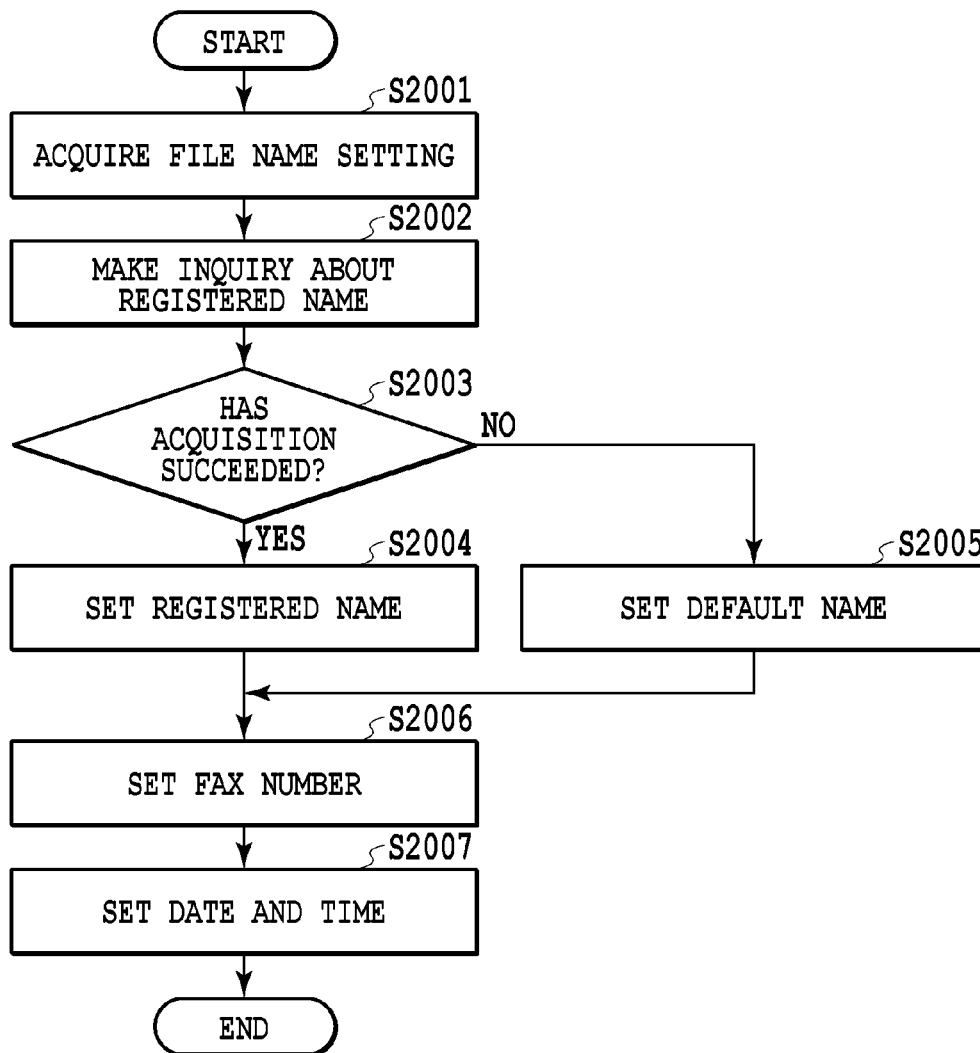 START
S2001
ACQUIRE FILE NAME SETTING
S2002
MAKE INQUIRY ABOUT
REGISTERED NAME
S2003
HAS
ACQUISITION
SUCCEEDED?
NO
YES
S2004
SET REGISTERED NAME
S2005
SET DEFAULT NAME
S2006
SET FAX NUMBER
S2007
SET DATE AND TIME
END